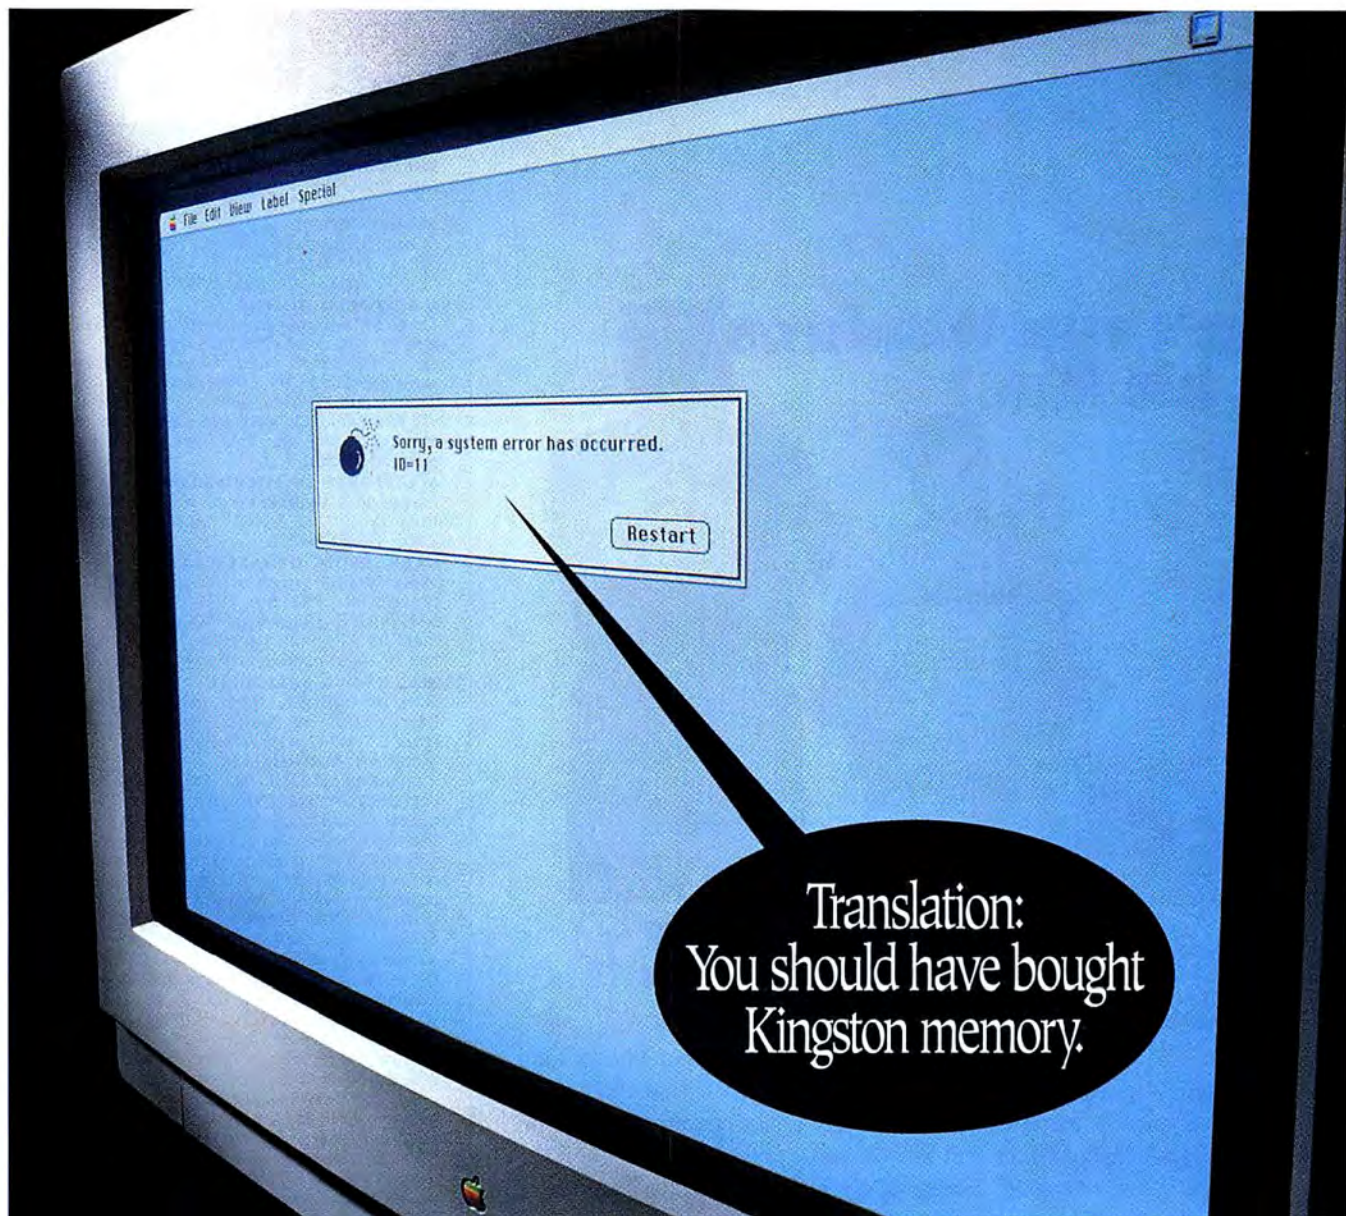 File Edit View Label Special
Sorry, a system error has occurred.
ID=11
Restart
Translation:
You should have bought
Kingston memory.